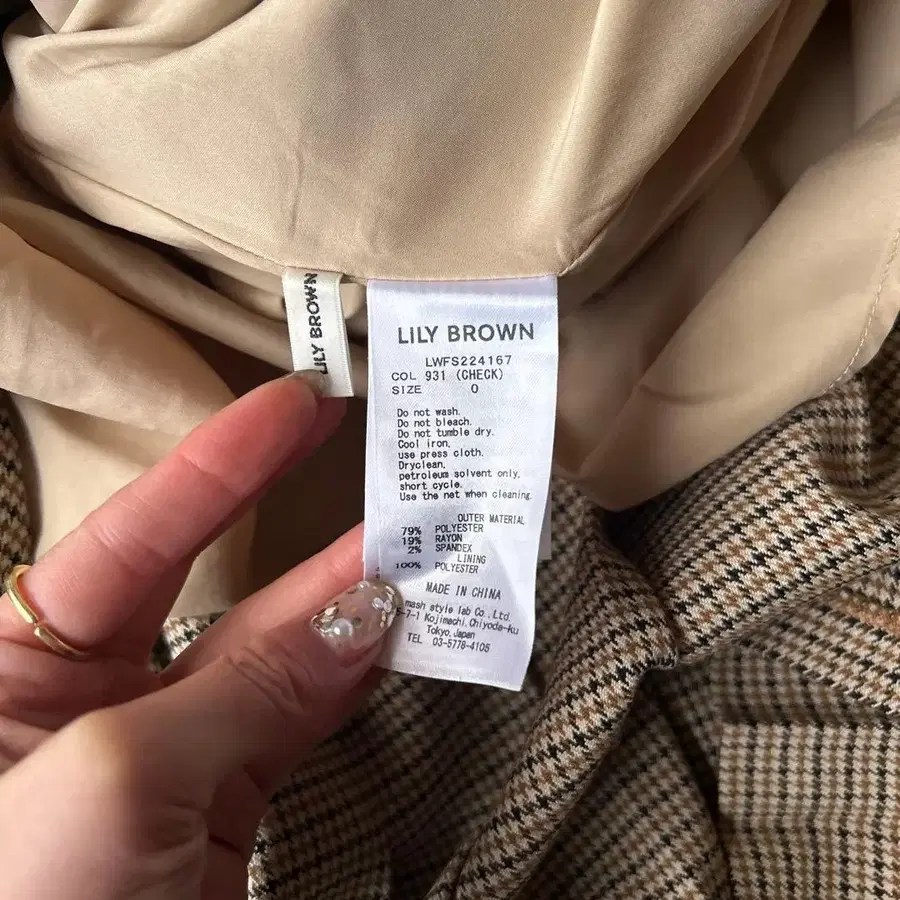 LILY BROWN
LILY BROWN
LWFS224167
COL 931 (CHECK)
SIZE 0
Do not wash.
Do not bleach.
Do not tumble dry.
Cool iron,
use press cloth.
Dryclean,
petroleum solvent only,
short cycle.
Use the net when cleaning.
OUTER MATERIAL
79% POLYESTER
19% RAYON
2% SPANDEX
LINING
100% POLYESTER
MADE IN CHINA
mash style lab Co., Ltd.
5-7-1 Kojimachi, Chiyoda-ku
Tokyo, Japan
TEL 03-5778-4105